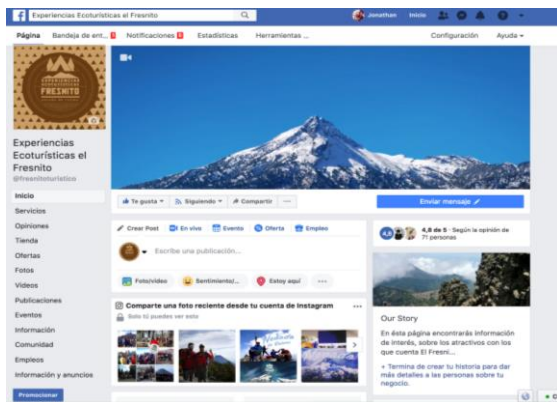 Experiencias Ecoturísticas el Fresnito
Jonathan Inicio
Página Bandeja de ent... Notificaciones Estadísticas Herramientas ... Configuración Ayuda
FRESNITO
Experiencias
Ecoturísticas el
Fresnito
@fresnitoturistico
Inicio
Servicios
Opiniones
Tienda
Ofertas
Fotos
Videos
Publicaciones
Eventos
Información
Comunidad
Empleos
Información y anuncios
Promocionar
Te gusta Siguiendo Compartir ...
Enviar mensaje
Crear Post En vivo Evento Oferta Empleo
Escribe una publicación...
Foto/video Sentimiento/... Estoy aquí ...
Comparte una foto reciente desde tu cuenta de Instagram ...
Solo tú puedes ver esto
4,8 4,8 de 5 · Según la opinión de
71 personas
Our Story
En ésta página encontrarás información
de interés, sobre los atractivos con los
que cuenta El Fresni...
+ Termina de crear tu historia para dar
más detalles a las personas sobre tu
negocio.